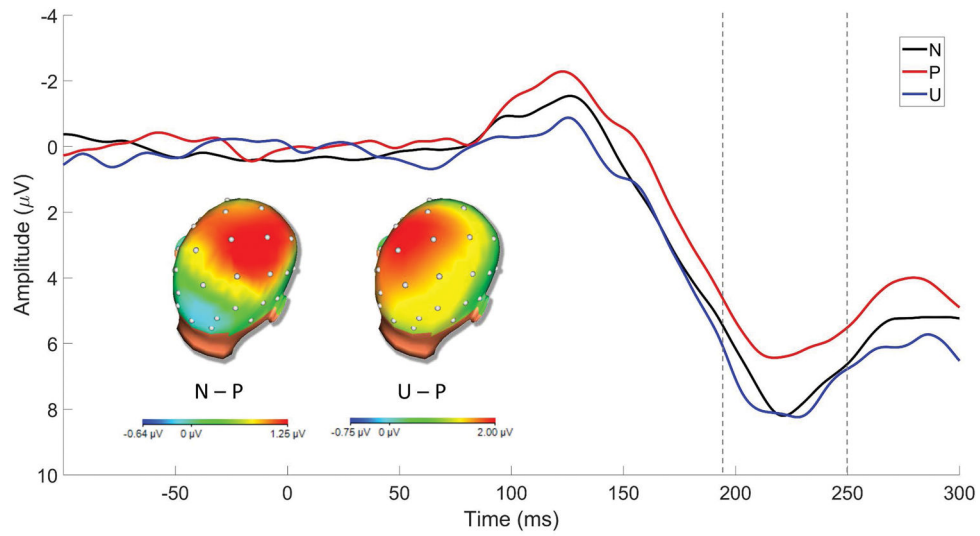 -4
-2
0
2
4
6
8
10
Amplitude (µV)
N
P
U
N – P
U – P
-0.64 µV 0 µV 1.25 µV
-0.75 µV 0 µV 2.00 µV
-50 0 50 100 150 200 250 300
Time (ms)